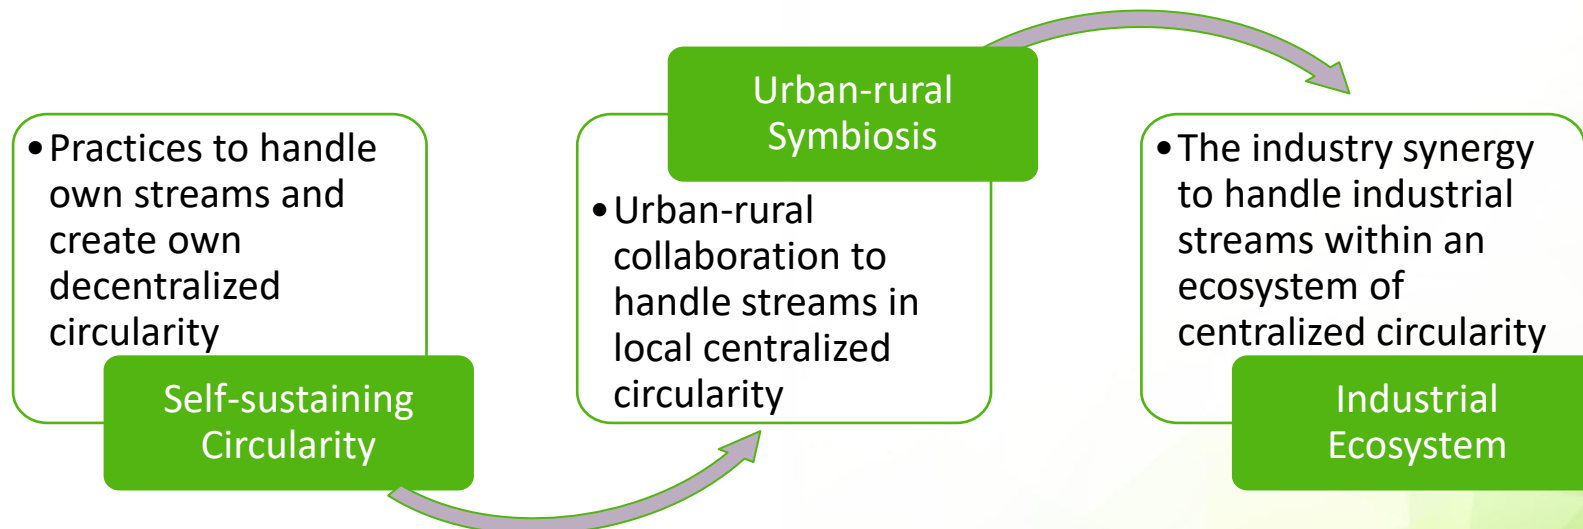 •Practices to handle
own streams and
create own
decentralized
circularity
Self-sustaining
Circularity
Urban-rural
Symbiosis
•Urban-rural
collaboration to
handle streams in
local centralized
circularity
•The industry synergy
to handle industrial
streams within an
ecosystem of
centralized circularity
Industrial
Ecosystem